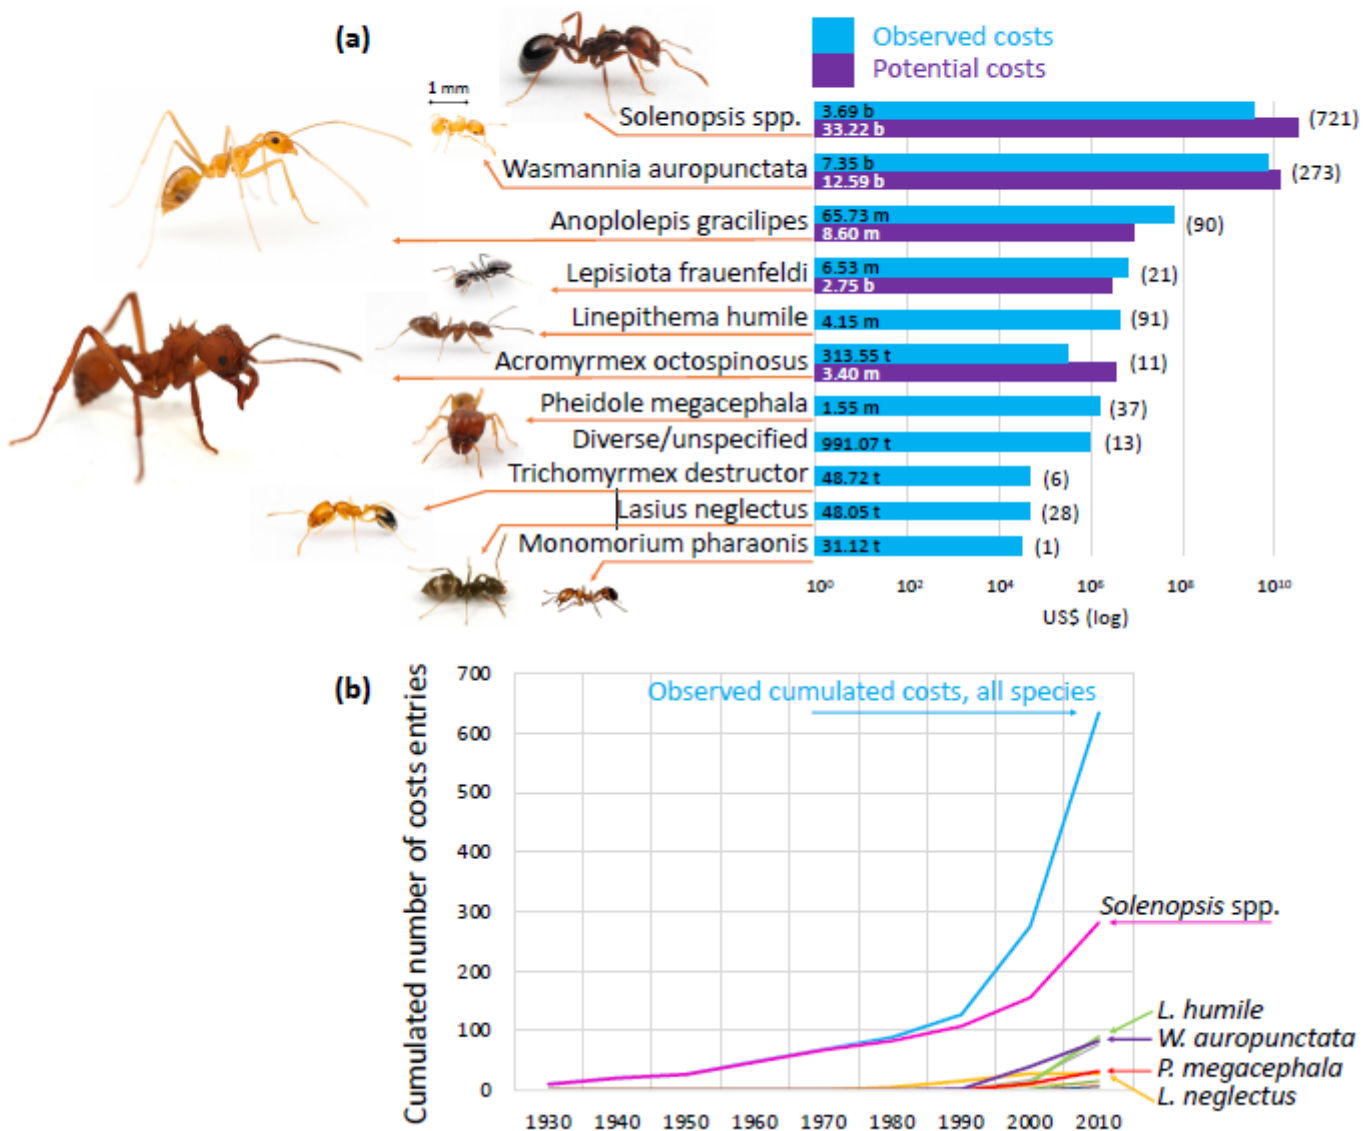 (a)
Observed costs
Potential costs
1 mm
Solenopsis spp.
3.69 b
33.22 b
(721)
Wasmannia auropunctata
7.35 b
12.59 b
(273)
Anoplolepis gracilipes
65.73 m
8.60 m
(90)
Lepisiota frauenfeldi
6.53 m
2.75 b
(21)
Linepithema humile
4.15 m
(91)
Acromyrmex octospinosus
313.55 t
3.40 m
(11)
Pheidole megacephala
1.55 m
(37)
Diverse/unspecified
991.07 t
(13)
Trichomyrmex destructor
48.72 t
(6)
Lasius neglectus
48.05 t
(28)
Monomorium pharaonis
31.12 t
(1)
10⁰ 10² 10⁴ 10⁶ 10⁸ 10¹⁰
US$ (log)
(b)
Cumulated number of costs entries
700
600
500
400
300
200
100
0
Observed cumulated costs, all species
Solenopsis spp.
L. humile
W. auropunctata
P. megacephala
L. neglectus
1930 1940 1950 1960 1970 1980 1990 2000 2010